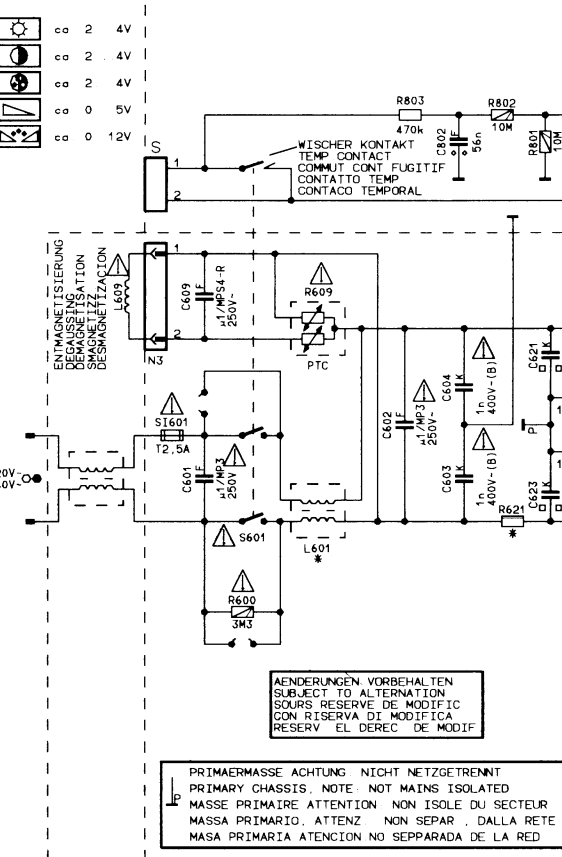 ca 2 4V
ca 2 4V
ca 2 4V
ca 0 5V
ca 0 12V
R803
470k
C802
56n
R802
10M
R801
10M
S
1
2
WISCHER KONTAKT
TEMP CONTACT
COMMUT CONT FUGITIF
CONTATTO TEMP
CONTACO TEMPORAL
ENTMAGNETISIERUNG
DEGAUSSING
DEMAGNETISATION
SMAGNETIZZ
DESMAGNETIZACION
L609
1
2
N3
C609
µ1/MPS4-R
250V~
R609
PTC
SI601
T2,5A
C601
µ1/MP3
250V
S601
R600
3M3
L601
*
C602
µ1/MP3
250V~
C604
1n
400V~(B)
C603
1n
400V~(B)
C621
P
C623
R621
*
AENDERUNGEN VORBEHALTEN
SUBJECT TO ALTERNATION
SOURS RESERVE DE MODIFIC
CON RISERVA DI MODIFICA
RESERV EL DEREC DE MODIF
P
PRIMAERMASSE ACHTUNG NICHT NETZGETRENNT
PRIMARY CHASSIS, NOTE NOT MAINS ISOLATED
MASSE PRIMAIRE ATTENTION NON ISOLE DU SECTEUR
MASSA PRIMARIO, ATTENZ NON SEPAR , DALLA RETE
MASA PRIMARIA ATENCION NO SEPPARADA DE LA RED